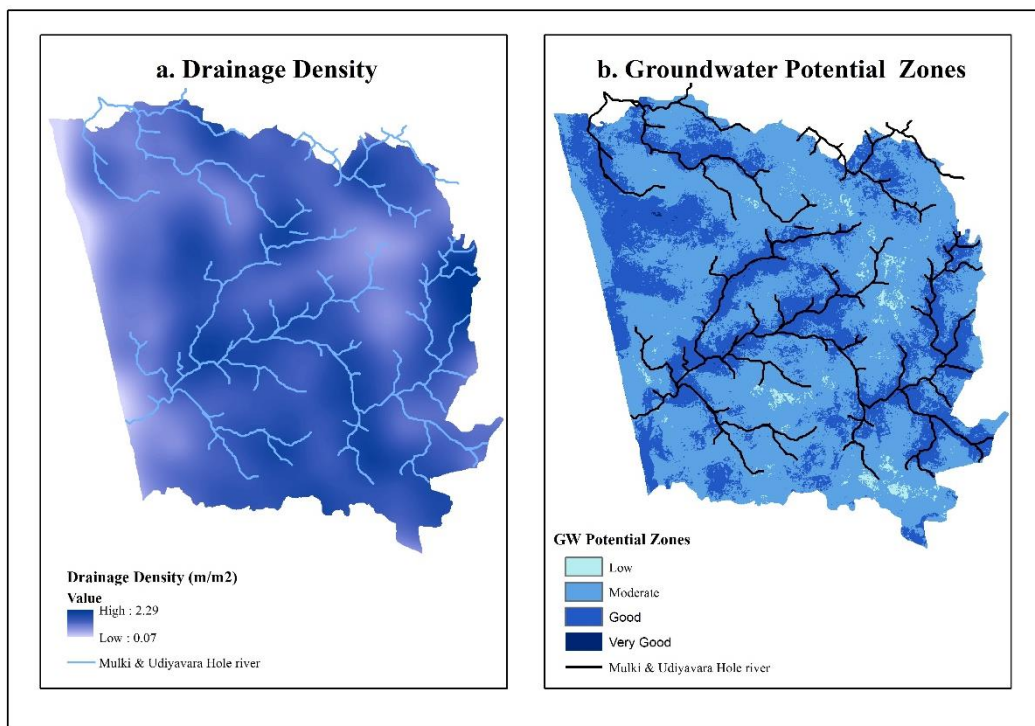 a. Drainage Density
Drainage Density (m/m2)
Value
High : 2.29
Low : 0.07
Mulki & Udiyavara Hole river
b. Groundwater Potential Zones
GW Potential Zones
Low
Moderate
Good
Very Good
Mulki & Udiyavara Hole river